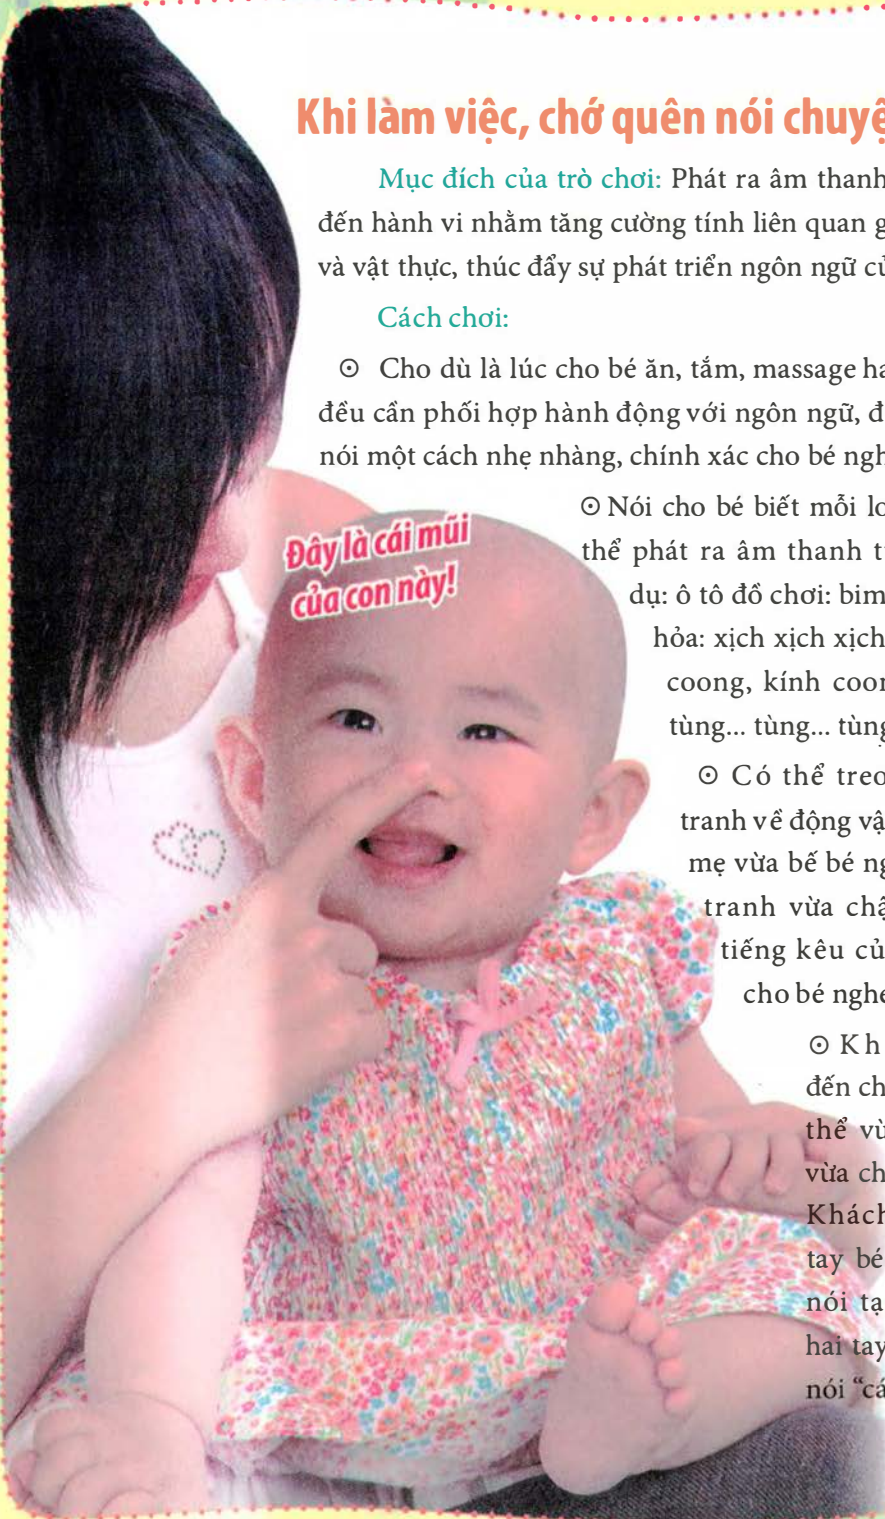 Khi làm việc, chớ quên nói chuyệ
Mục đích của trò chơi: Phát ra âm thanh
đến hành vi nhằm tăng cường tính liên quan g
và vật thực, thúc đẩy sự phát triển ngôn ngữ củ
Cách chơi:
⊙ Cho dù là lúc cho bé ăn, tắm, massage ha
đều cần phối hợp hành động với ngôn ngữ, đ
nói một cách nhẹ nhàng, chính xác cho bé ngh
Đây là cái mũi
của con này!
⊙ Nói cho bé biết mỗi lo
thể phát ra âm thanh t
dụ: ô tô đồ chơi: bim
hỏa: xịch xịch xịch
coong, kính coon
tùng... tùng... tùng
⊙ Có thể treo
tranh về động vậ
mẹ vừa bế bé ng
tranh vừa chậ
tiếng kêu củ
cho bé nghe
⊙ Kh
đến ch
thể vừ
vừa ch
Khách
tay bé
nói tạ
hai tay
nói “cá